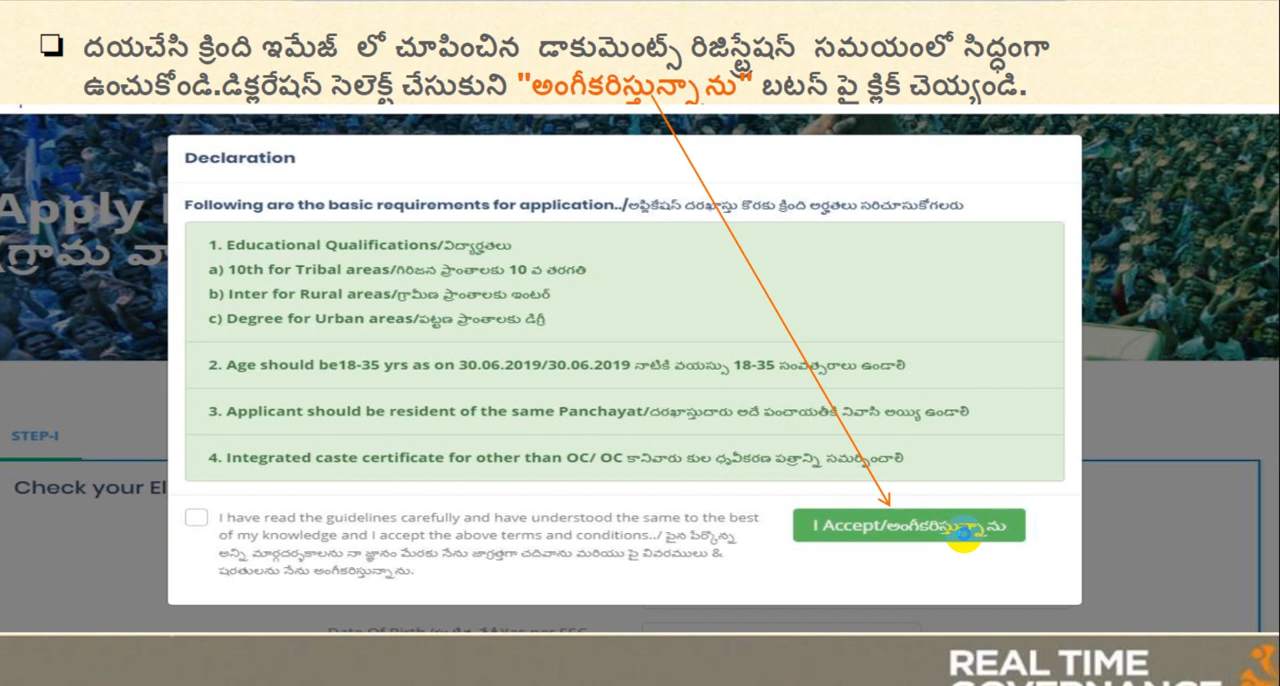 దయచేసి క్రింది ఇమేజ్ లో చూపించిన డాకుమెంట్స్ రిజిస్ట్రేషన్ సమయంలో సిద్ధంగా
ఉంచుకోండి.డిక్లరేషన్ సెలెక్ట్ చేసుకుని "అంగీకరిస్తున్నాను" బటన్ పై క్లిక్ చెయ్యండి.
Declaration
Following are the basic requirements for application../అప్లికేషన్ దరఖాస్తు కొరకు క్రింది అర్హతలు సరిచూసుకోగలరు
Apply
గ్రామ వా
1. Educational Qualifications/విద్యార్హతలు
a) 10th for Tribal areas/గిరిజన ప్రాంతాలకు 10 వ తరగతి
b) Inter for Rural areas/గ్రామీణ ప్రాంతాలకు ఇంటర్
c) Degree for Urban areas/పట్టణ ప్రాంతాలకు డిగ్రీ
2. Age should be18-35 yrs as on 30.06.2019/30.06.2019 నాటికి వయస్సు 18-35 సంవత్సరాలు ఉండాలి
3. Applicant should be resident of the same Panchayat/దరఖాస్తుదారు అదే పంచాయతీకి నివాసి అయ్యి ఉండాలి
STEP-I
4. Integrated caste certificate for other than OC/ OC కానివారు కుల ధృవీకరణ పత్రాన్ని సమర్పించాలి
Check your El
I have read the guidelines carefully and have understood the same to the best
of my knowledge and I accept the above terms and conditions../ పైన పేర్కొన్న
అన్ని మార్గదర్శకాలను నా జ్ఞానం మేరకు నేను జాగ్రత్తగా చదివాను మరియు పై వివరములు &
షరతులను నేను అంగీకరిస్తున్నాను.
I Accept/అంగీకరిస్తున్నాను
REAL TIME
GOVERNANCE